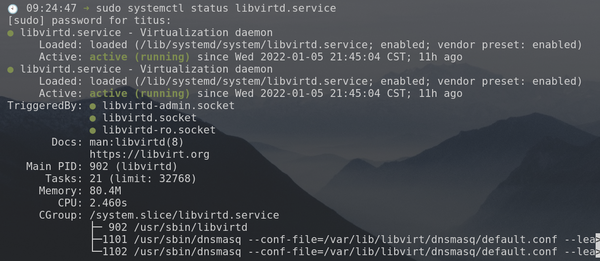 🕘 09:24:47 ➜ sudo systemctl status libvirtd.service
[sudo] password for titus:
● libvirtd.service - Virtualization daemon
     Loaded: loaded (/lib/systemd/system/libvirtd.service; enabled; vendor preset: enabled)
     Active: active (running) since Wed 2022-01-05 21:45:04 CST; 11h ago
● libvirtd.service - Virtualization daemon
     Loaded: loaded (/lib/systemd/system/libvirtd.service; enabled; vendor preset: enabled)
     Active: active (running) since Wed 2022-01-05 21:45:04 CST; 11h ago
TriggeredBy: ● libvirtd-admin.socket
             ● libvirtd.socket
             ● libvirtd-ro.socket
       Docs: man:libvirtd(8)
             https://libvirt.org
   Main PID: 902 (libvirtd)
      Tasks: 21 (limit: 32768)
     Memory: 80.4M
        CPU: 2.460s
     CGroup: /system.slice/libvirtd.service
             ├─ 902 /usr/sbin/libvirtd
             ├─1101 /usr/sbin/dnsmasq --conf-file=/var/lib/libvirt/dnsmasq/default.conf --lea>
             └─1102 /usr/sbin/dnsmasq --conf-file=/var/lib/libvirt/dnsmasq/default.conf --lea>